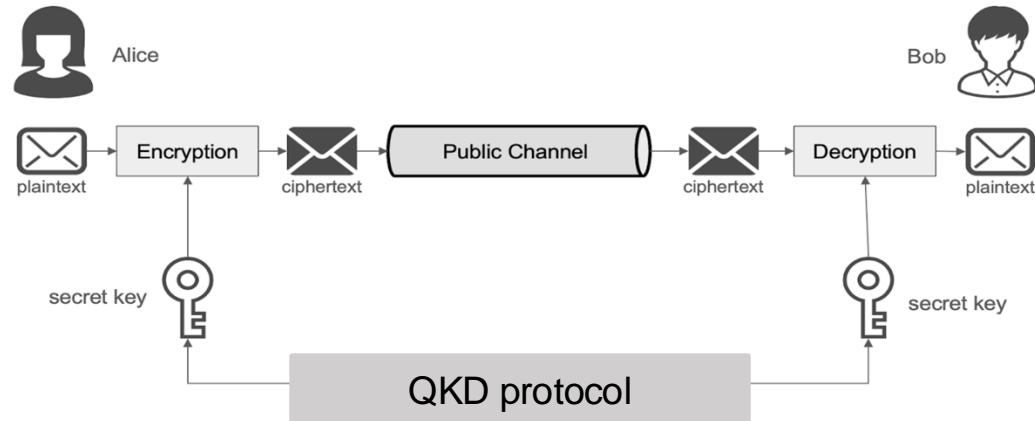 Alice
Bob
Encryption
Public Channel
Decryption
plaintext
ciphertext
ciphertext
plaintext
secret key
secret key
QKD protocol